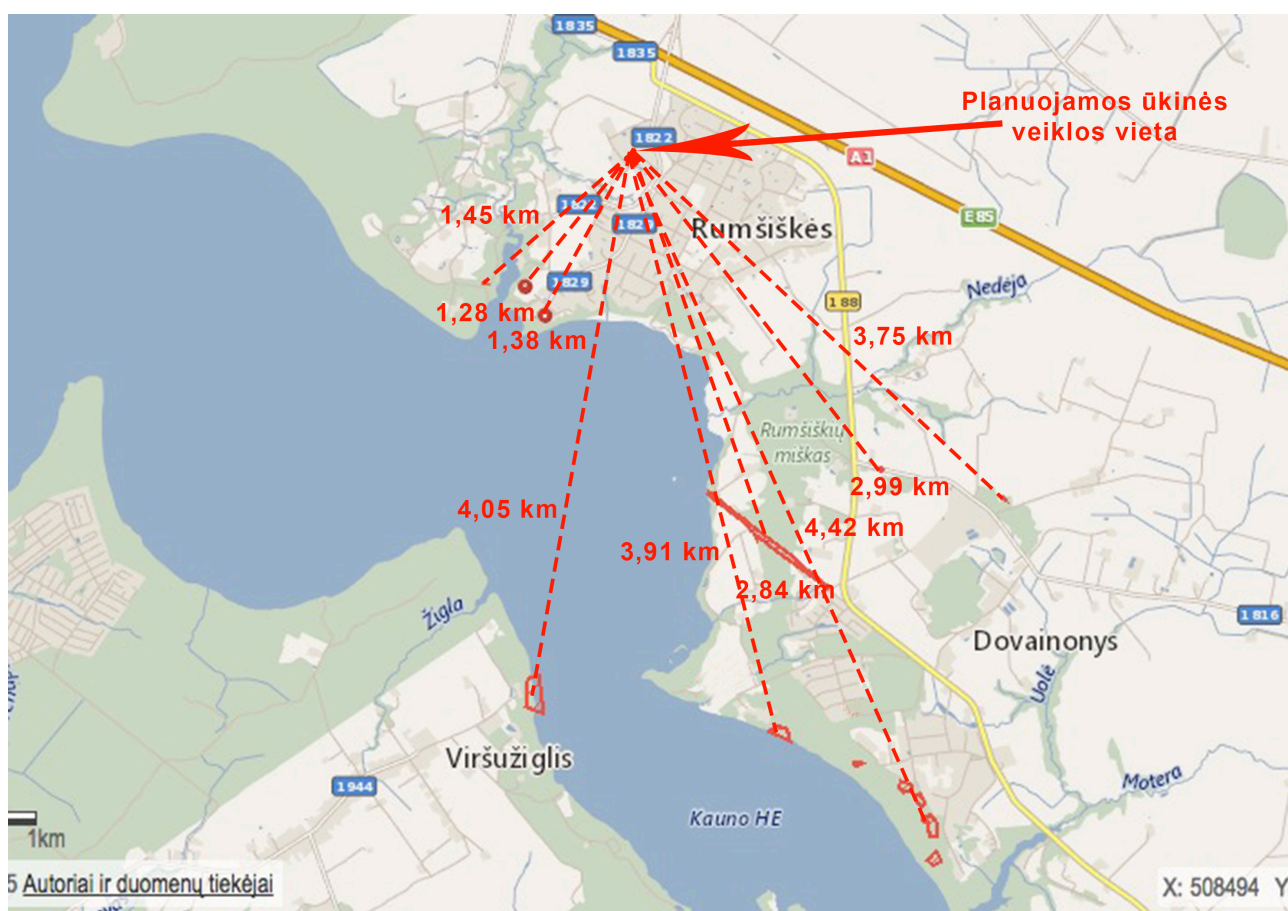 1835
1835
Planuojamos ūkinės
veiklos vieta
1822
A1
1,45 km
Rumšiškės
E85
1829
Nedėja
188
1,28 km
1,38 km
3,75 km
Rumšiškių
miškas
2,99 km
4,05 km
4,42 km
3,91 km
2,84 km
Žigla
1816
Dovainonys
Uolė
Viršužiglis
1944
Motera
Kauno HE
1km
5 Autoriai ir duomenų tiekėjai
X: 508494 Y